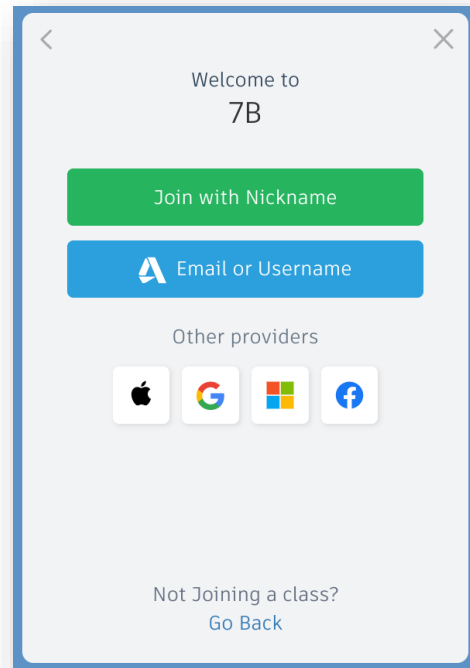 Welcome to
7B
Join with Nickname
Email or Username
Other providers
Not Joining a class?
Go Back